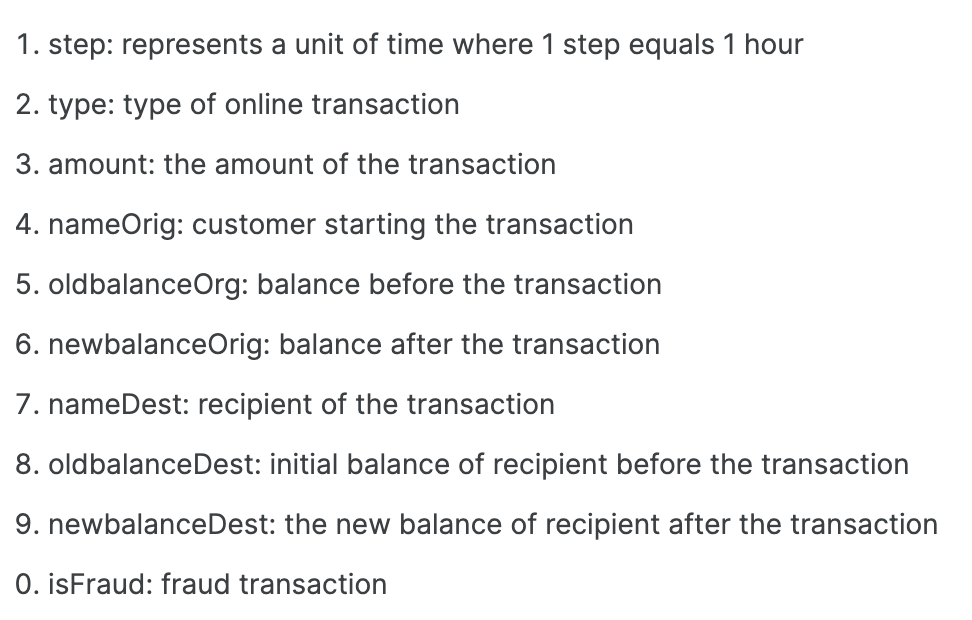 1. step: represents a unit of time where 1 step equals 1 hour
2. type: type of online transaction
3. amount: the amount of the transaction
4. nameOrig: customer starting the transaction
5. oldbalanceOrg: balance before the transaction
6. newbalanceOrig: balance after the transaction
7. nameDest: recipient of the transaction
8. oldbalanceDest: initial balance of recipient before the transaction
9. newbalanceDest: the new balance of recipient after the transaction
0. isFraud: fraud transaction